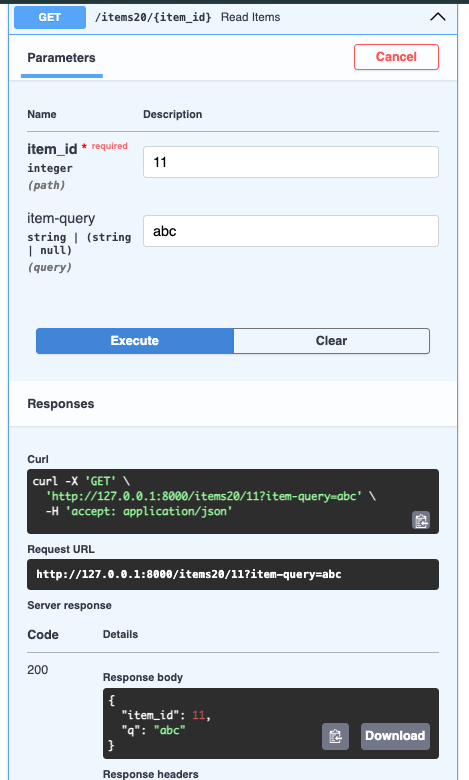 GET /items20/{item_id} Read Items
Parameters
Cancel
Name Description
item_id * required
integer
(path)
11
item-query
string | (string
| null)
(query)
abc
Execute Clear
Responses
Curl
curl -X 'GET' \
'http://127.0.0.1:8000/items20/11?item-query=abc' \
-H 'accept: application/json'
Request URL
http://127.0.0.1:8000/items20/11?item-query=abc
Server response
Code Details
200
Response body
{
"item_id": 11,
"q": "abc"
}
Download
Response headers